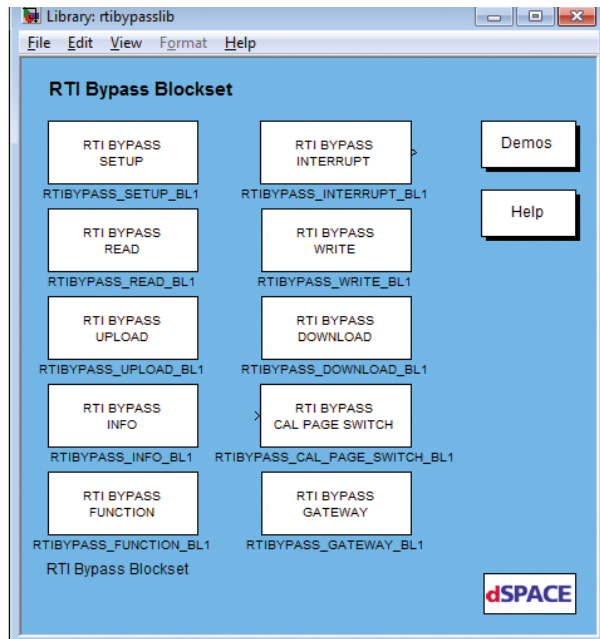 Library: rtibypasslib
File Edit View Format Help
RTI Bypass Blockset
RTI BYPASS
SETUP
RTIBYPASS_SETUP_BL1
RTI BYPASS
INTERRUPT
RTIBYPASS_INTERRUPT_BL1
Demos
RTI BYPASS
READ
RTIBYPASS_READ_BL1
RTI BYPASS
WRITE
RTIBYPASS_WRITE_BL1
Help
RTI BYPASS
UPLOAD
RTIBYPASS_UPLOAD_BL1
RTI BYPASS
DOWNLOAD
RTIBYPASS_DOWNLOAD_BL1
RTI BYPASS
INFO
RTIBYPASS_INFO_BL1
RTI BYPASS
CAL PAGE SWITCH
RTIBYPASS_CAL_PAGE_SWITCH_BL1
RTI BYPASS
FUNCTION
RTIBYPASS_FUNCTION_BL1
RTI BYPASS
GATEWAY
RTIBYPASS_GATEWAY_BL1
RTI Bypass Blockset
dSPACE